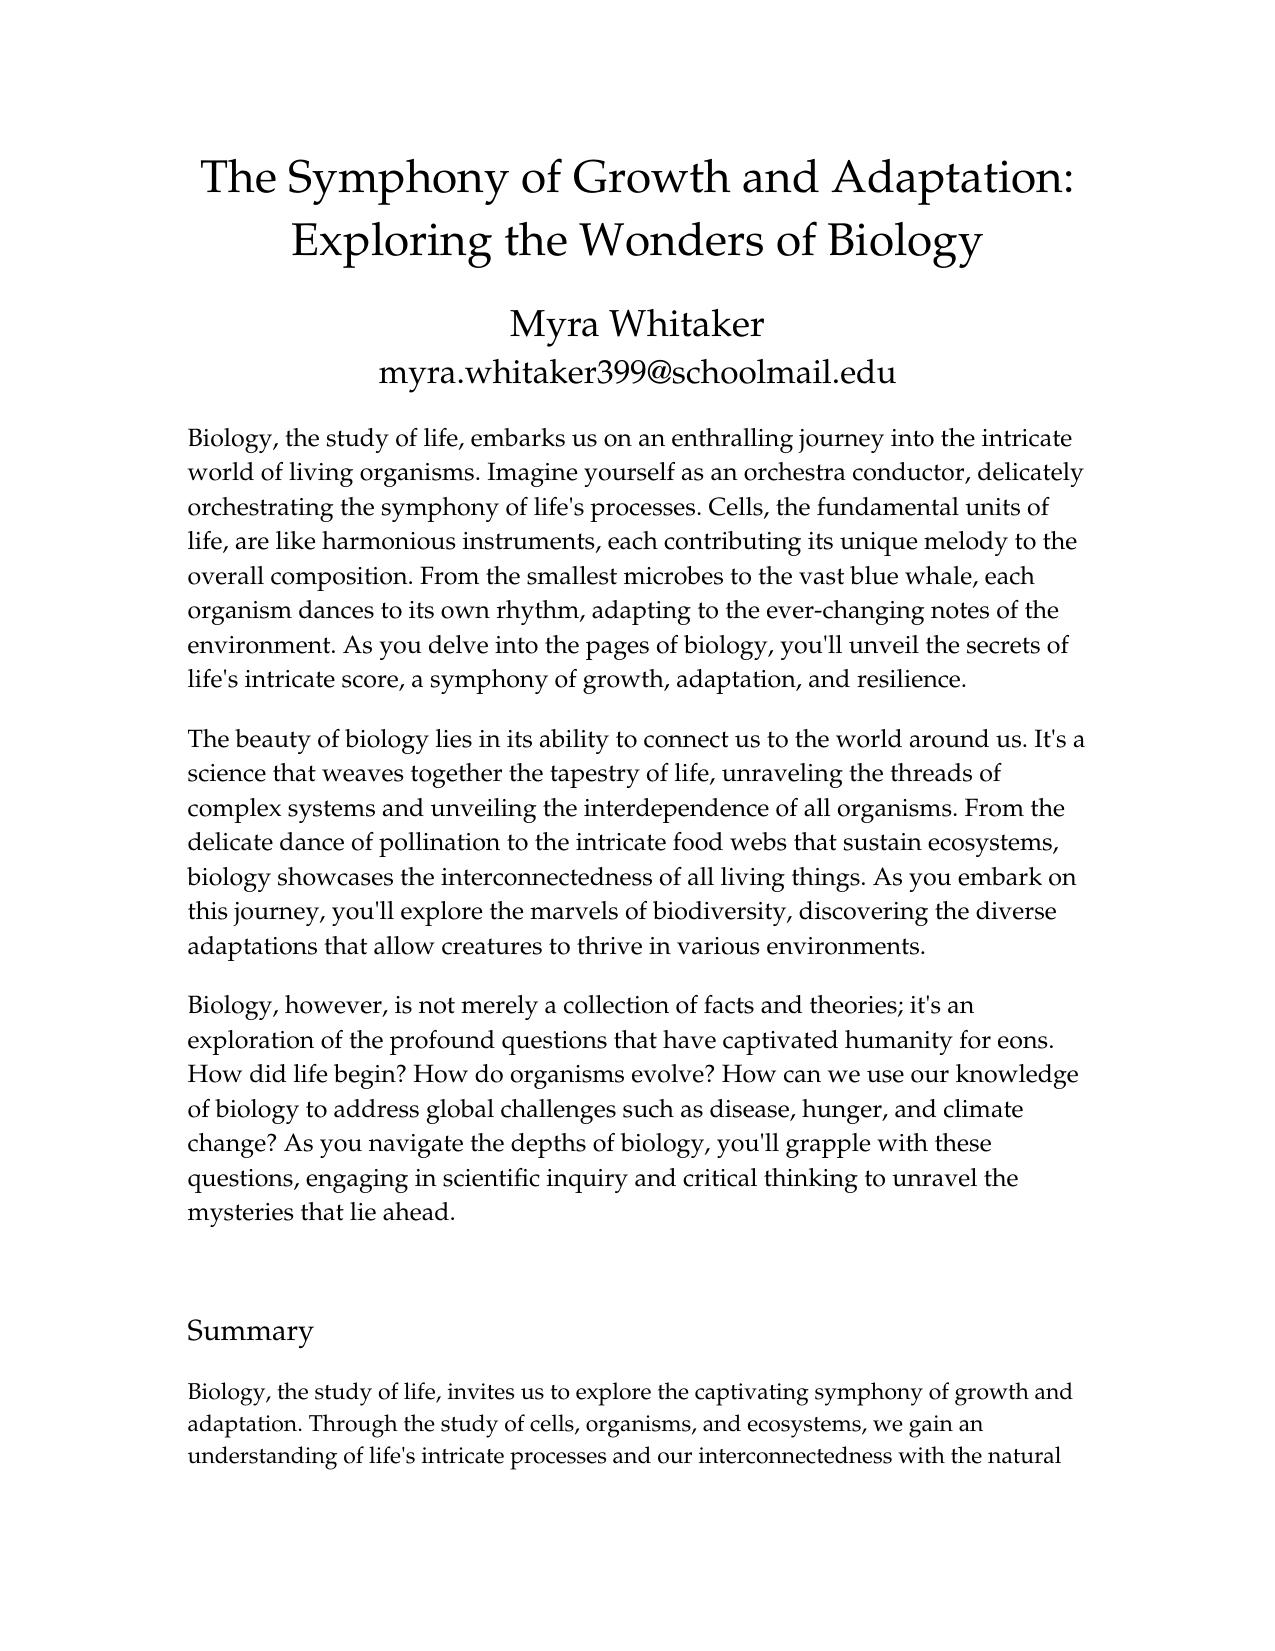 The Symphony of Growth and Adaptation:
Exploring the Wonders of Biology
Myra Whitaker
myra.whitaker399@schoolmail.edu
Biology, the study of life, embarks us on an enthralling journey into the intricate
world of living organisms. Imagine yourself as an orchestra conductor, delicately
orchestrating the symphony of life's processes. Cells, the fundamental units of
life, are like harmonious instruments, each contributing its unique melody to the
overall composition. From the smallest microbes to the vast blue whale, each
organism dances to its own rhythm, adapting to the ever-changing notes of the
environment. As you delve into the pages of biology, you'll unveil the secrets of
life's intricate score, a symphony of growth, adaptation, and resilience.
The beauty of biology lies in its ability to connect us to the world around us. It's a
science that weaves together the tapestry of life, unraveling the threads of
complex systems and unveiling the interdependence of all organisms. From the
delicate dance of pollination to the intricate food webs that sustain ecosystems,
biology showcases the interconnectedness of all living things. As you embark on
this journey, you'll explore the marvels of biodiversity, discovering the diverse
adaptations that allow creatures to thrive in various environments.
Biology, however, is not merely a collection of facts and theories; it's an
exploration of the profound questions that have captivated humanity for eons.
How did life begin? How do organisms evolve? How can we use our knowledge
of biology to address global challenges such as disease, hunger, and climate
change? As you navigate the depths of biology, you'll grapple with these
questions, engaging in scientific inquiry and critical thinking to unravel the
mysteries that lie ahead.
Summary
Biology, the study of life, invites us to explore the captivating symphony of growth and
adaptation. Through the study of cells, organisms, and ecosystems, we gain an
understanding of life's intricate processes and our interconnectedness with the natural